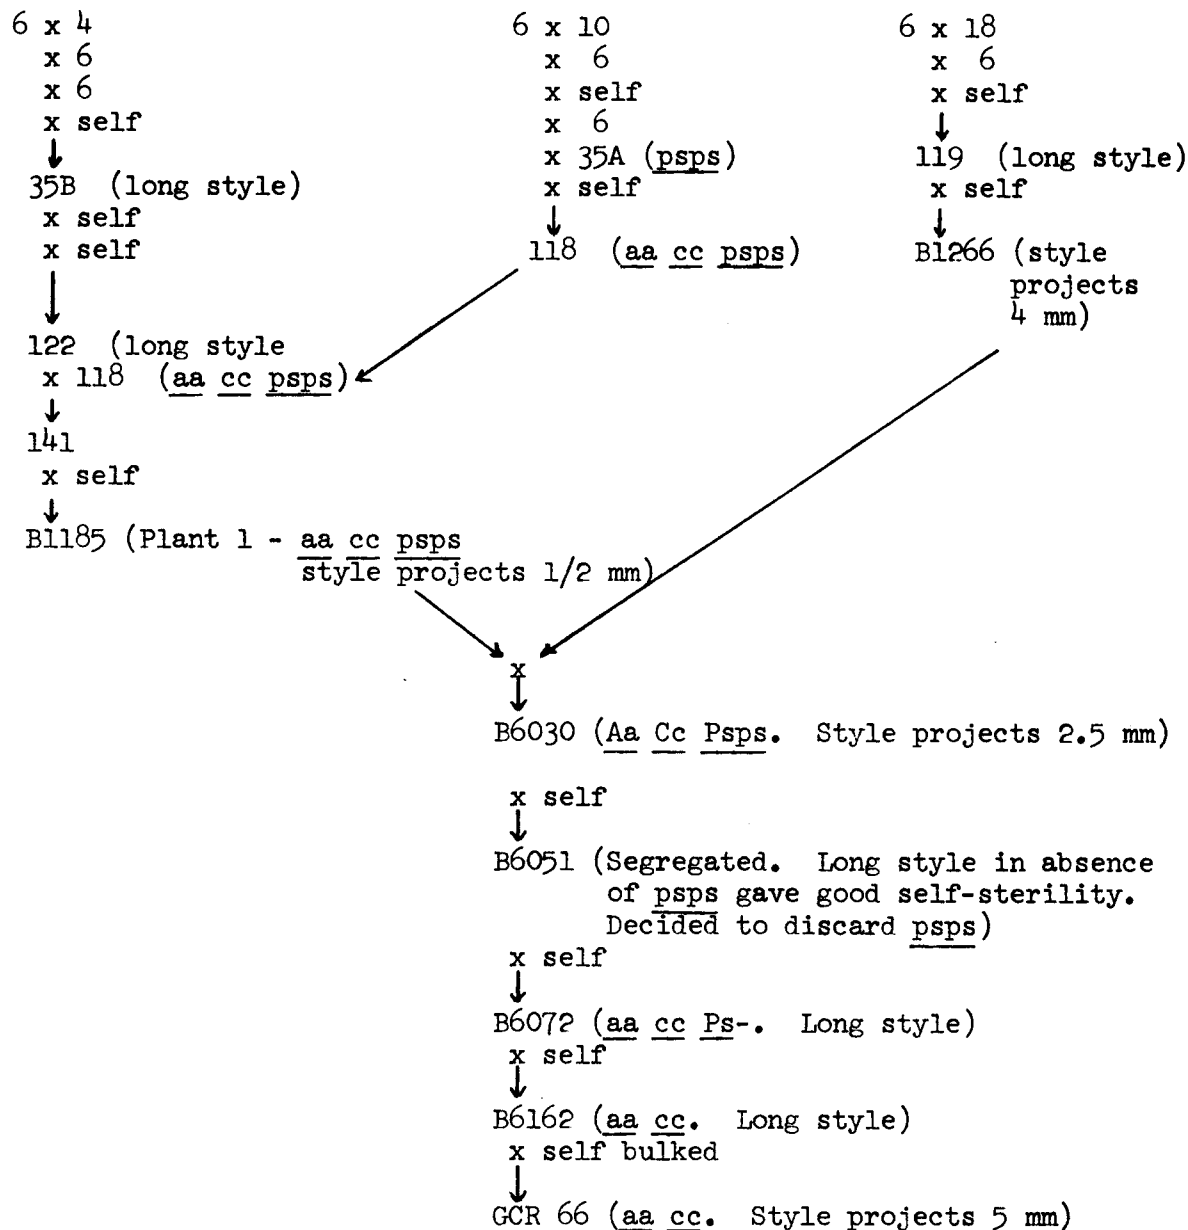 6 x 4
x 6
x 6
x self
35B (long style)
x self
x self
122 (long style
x 118 (aa cc psps)
141
x self
B1185 (Plant 1 - aa cc psps
style projects 1/2 mm)
6 x 10
x 6
x self
x 6
x 35A (psps)
x self
118 (aa cc psps)
6 x 18
x 6
x self
119 (long style)
x self
B1266 (style
projects
4 mm)
x
B6030 (Aa Cc Psps. Style projects 2.5 mm)
x self
B6051 (Segregated. Long style in absence
of psps gave good self-sterility.
Decided to discard psps)
x self
B6072 (aa cc Ps-. Long style)
x self
B6162 (aa cc. Long style)
x self bulked
GCR 66 (aa cc. Style projects 5 mm)